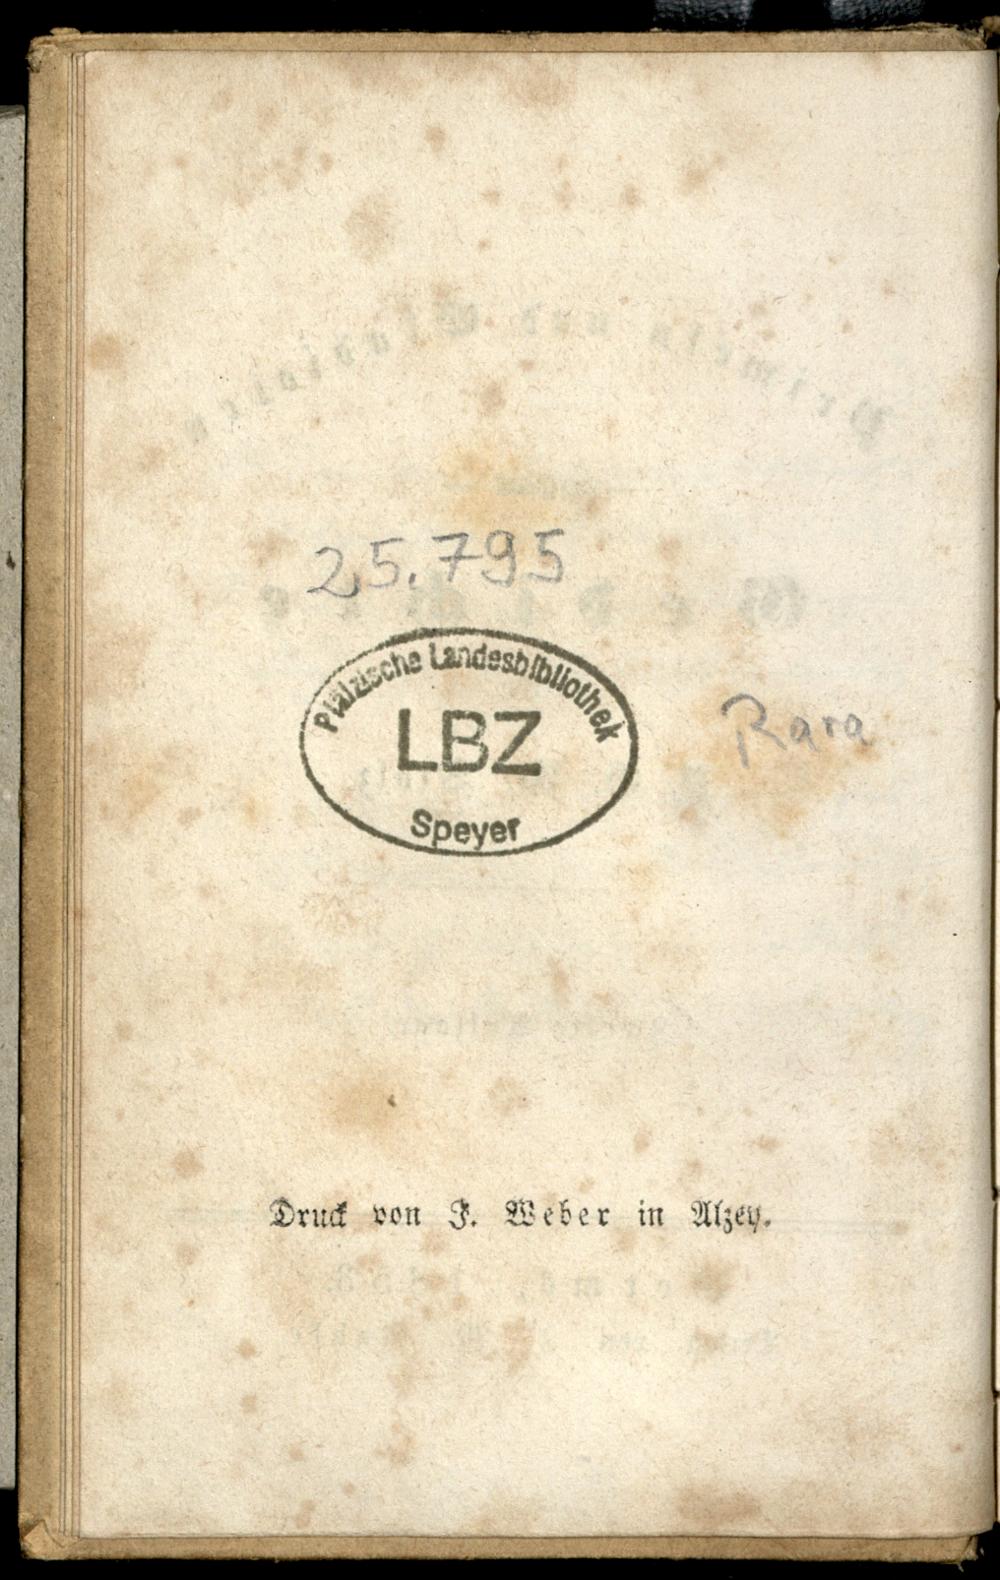 25.795
Pfälzische Landesbibliothek
LBZ
Speyer
Rara
Druck von J. Weber in Alzey.